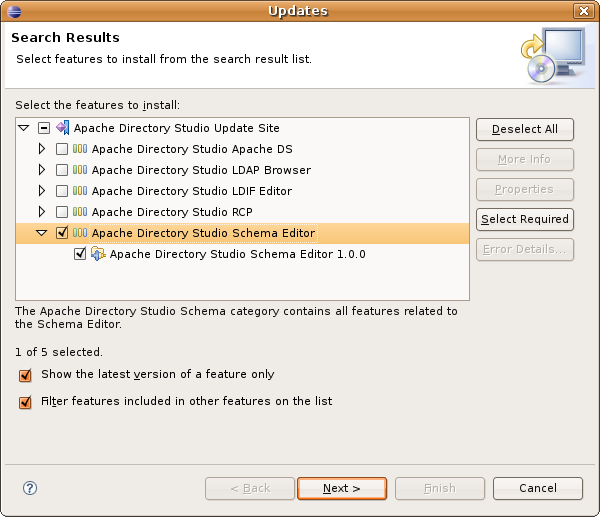 Updates
Search Results
Select features to install from the search result list.
Select the features to install:
Apache Directory Studio Update Site
Apache Directory Studio Apache DS
Apache Directory Studio LDAP Browser
Apache Directory Studio LDIF Editor
Apache Directory Studio RCP
Apache Directory Studio Schema Editor
Apache Directory Studio Schema Editor 1.0.0
Deselect All
More Info
Properties
Select Required
Error Details...
The Apache Directory Studio Schema category contains all features related to
the Schema Editor.
1 of 5 selected.
Show the latest version of a feature only
Filter features included in other features on the list
?
< Back
Next >
Finish
Cancel